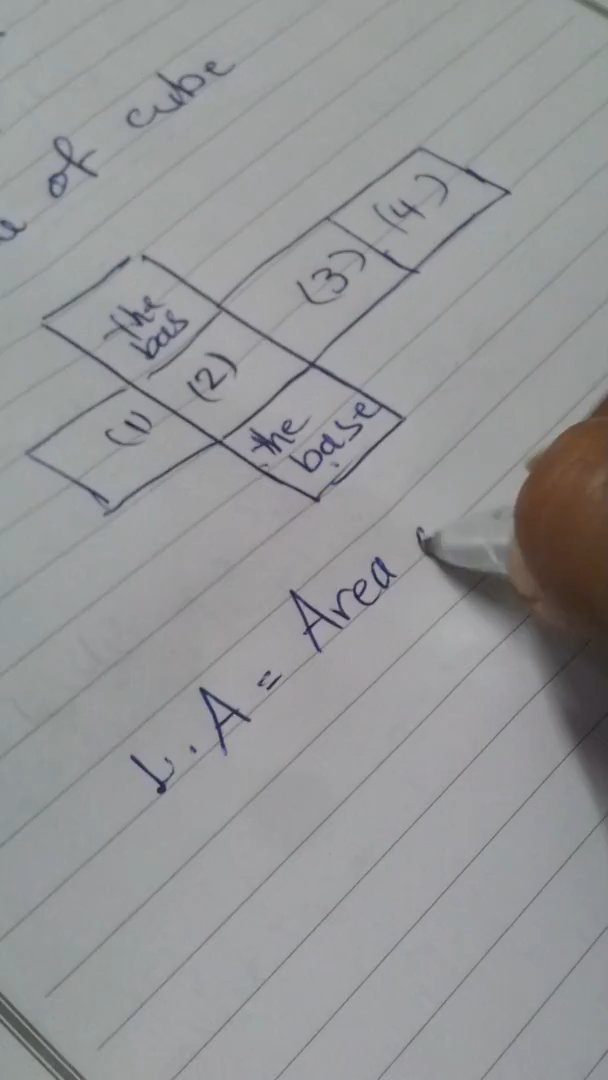 of cube
the
bas
(1)
(2)
(3)
(4)
the
base
L.A = Area